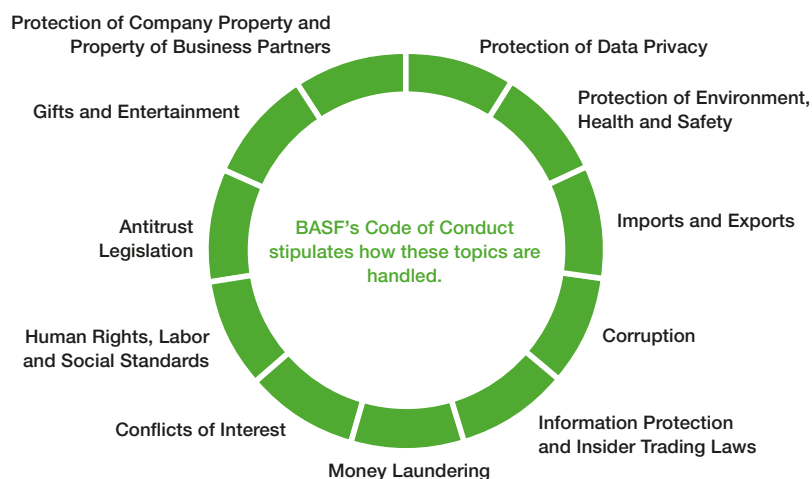 Protection of Company Property and
Property of Business Partners
Protection of Data Privacy
Gifts and Entertainment
Protection of Environment,
Health and Safety
Antitrust
Legislation
BASF's Code of Conduct
stipulates how these topics are
handled.
Imports and Exports
Human Rights, Labor
and Social Standards
Corruption
Conflicts of Interest
Information Protection
and Insider Trading Laws
Money Laundering